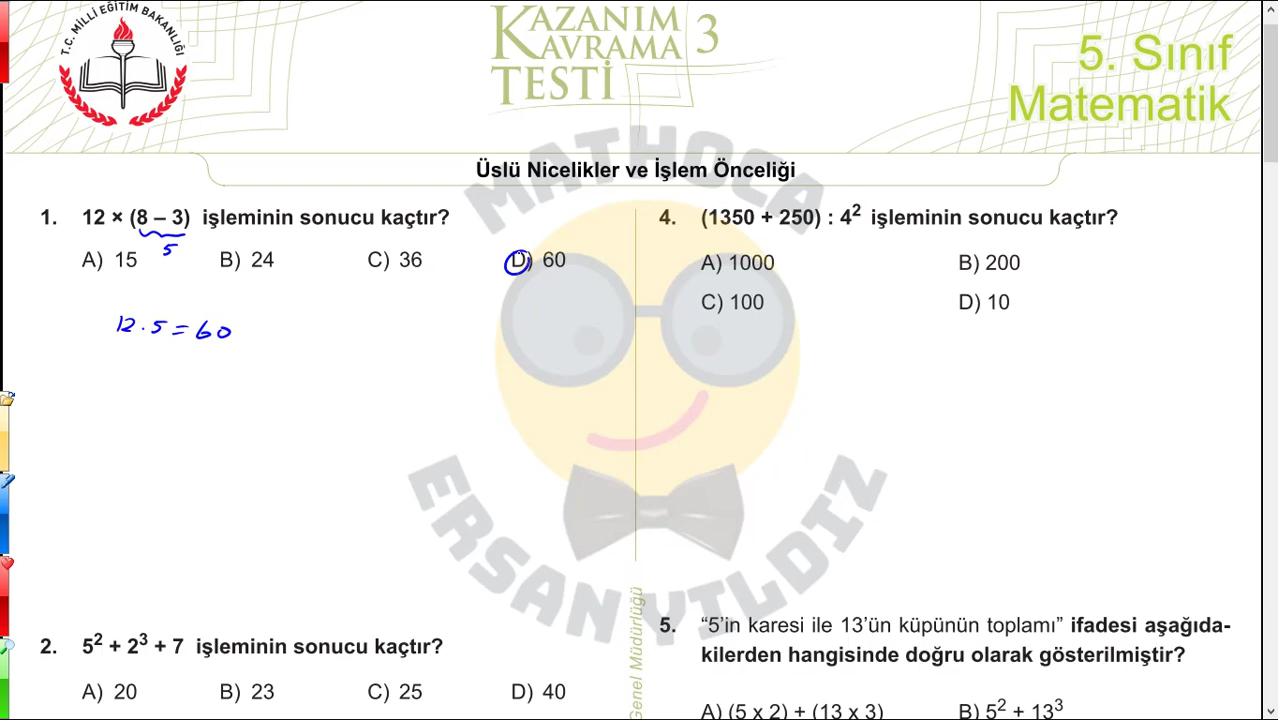 T.C. MİLLİ EĞİTİM BAKANLIĞI
KAZANIM
KAVRAMA 3
TESTİ
5. Sınıf
Matematik
Üslü Nicelikler ve İşlem Önceliği
MATHOCA
ERSAN YILDIZ
1. 12 × (8 – 3) işleminin sonucu kaçtır?
5
A) 15 B) 24 C) 36 D) 60
12 . 5 = 60
2. 5² + 2³ + 7 işleminin sonucu kaçtır?
A) 20 B) 23 C) 25 D) 40
Genel Müdürlüğü
4. (1350 + 250) : 4² işleminin sonucu kaçtır?
A) 1000 B) 200
C) 100 D) 10
5. “5’in karesi ile 13’ün küpünün toplamı” ifadesi aşağıda-
kilerden hangisinde doğru olarak gösterilmiştir?
A) (5 x 2) + (13 x 3) B) 5² + 13³